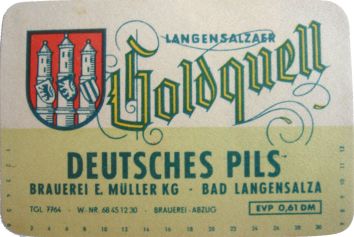 LANGENSALZAER
Goldquell
DEUTSCHES PILS
BRAUEREI E. MÜLLER KG - BAD LANGENSALZA
TGL 7764 - W.-NR. 68 45 12 30 - BRAUEREI-ABZUG
EVP 0,61 DM